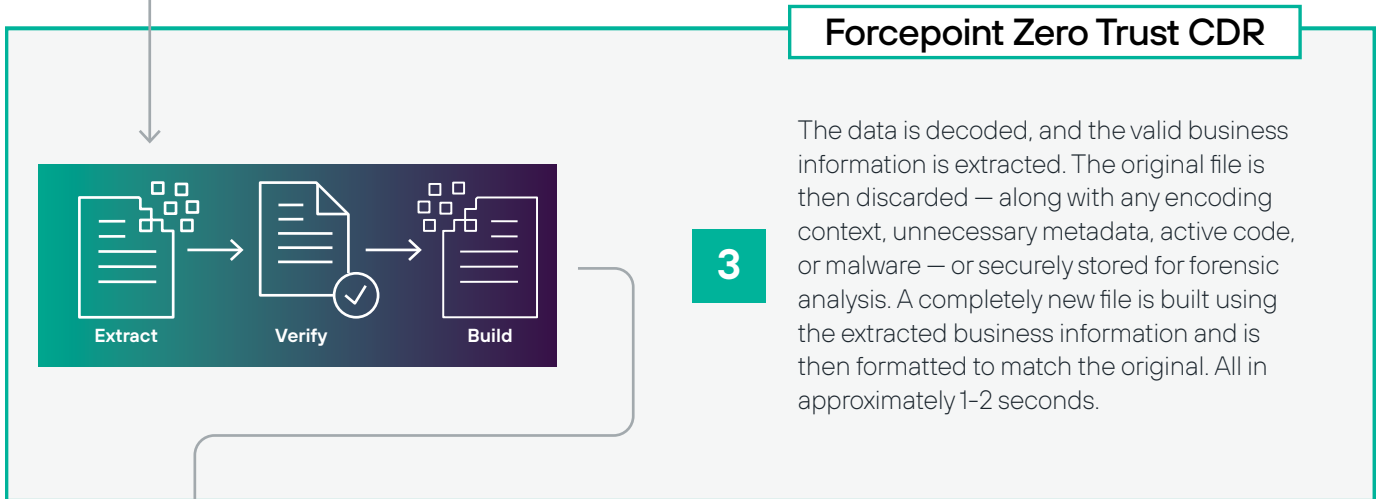 Forcepoint Zero Trust CDR
Extract
Verify
Build
3
The data is decoded, and the valid business
information is extracted. The original file is
then discarded — along with any encoding
context, unnecessary metadata, active code,
or malware — or securely stored for forensic
analysis. A completely new file is built using
the extracted business information and is
then formatted to match the original. All in
approximately 1-2 seconds.